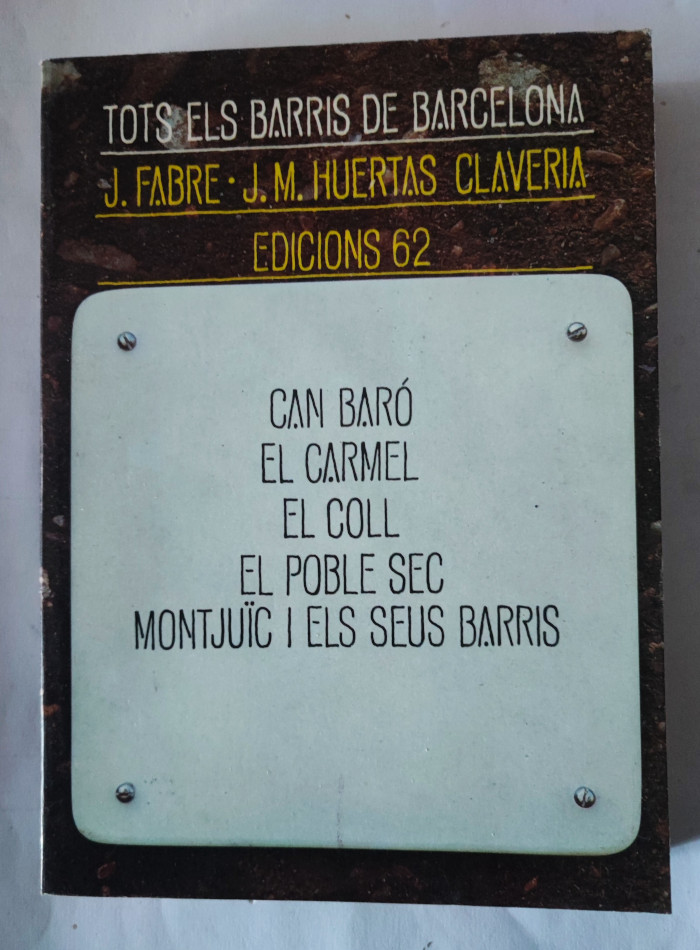 TOTS ELS BARRIS DE BARCELONA
J. FABRE · J. M. HUERTAS CLAVERIA
EDICIONS 62
CAN BARÓ
EL CARMEL
EL COLL
EL POBLE SEC
MONTJUÏC I ELS SEUS BARRIS